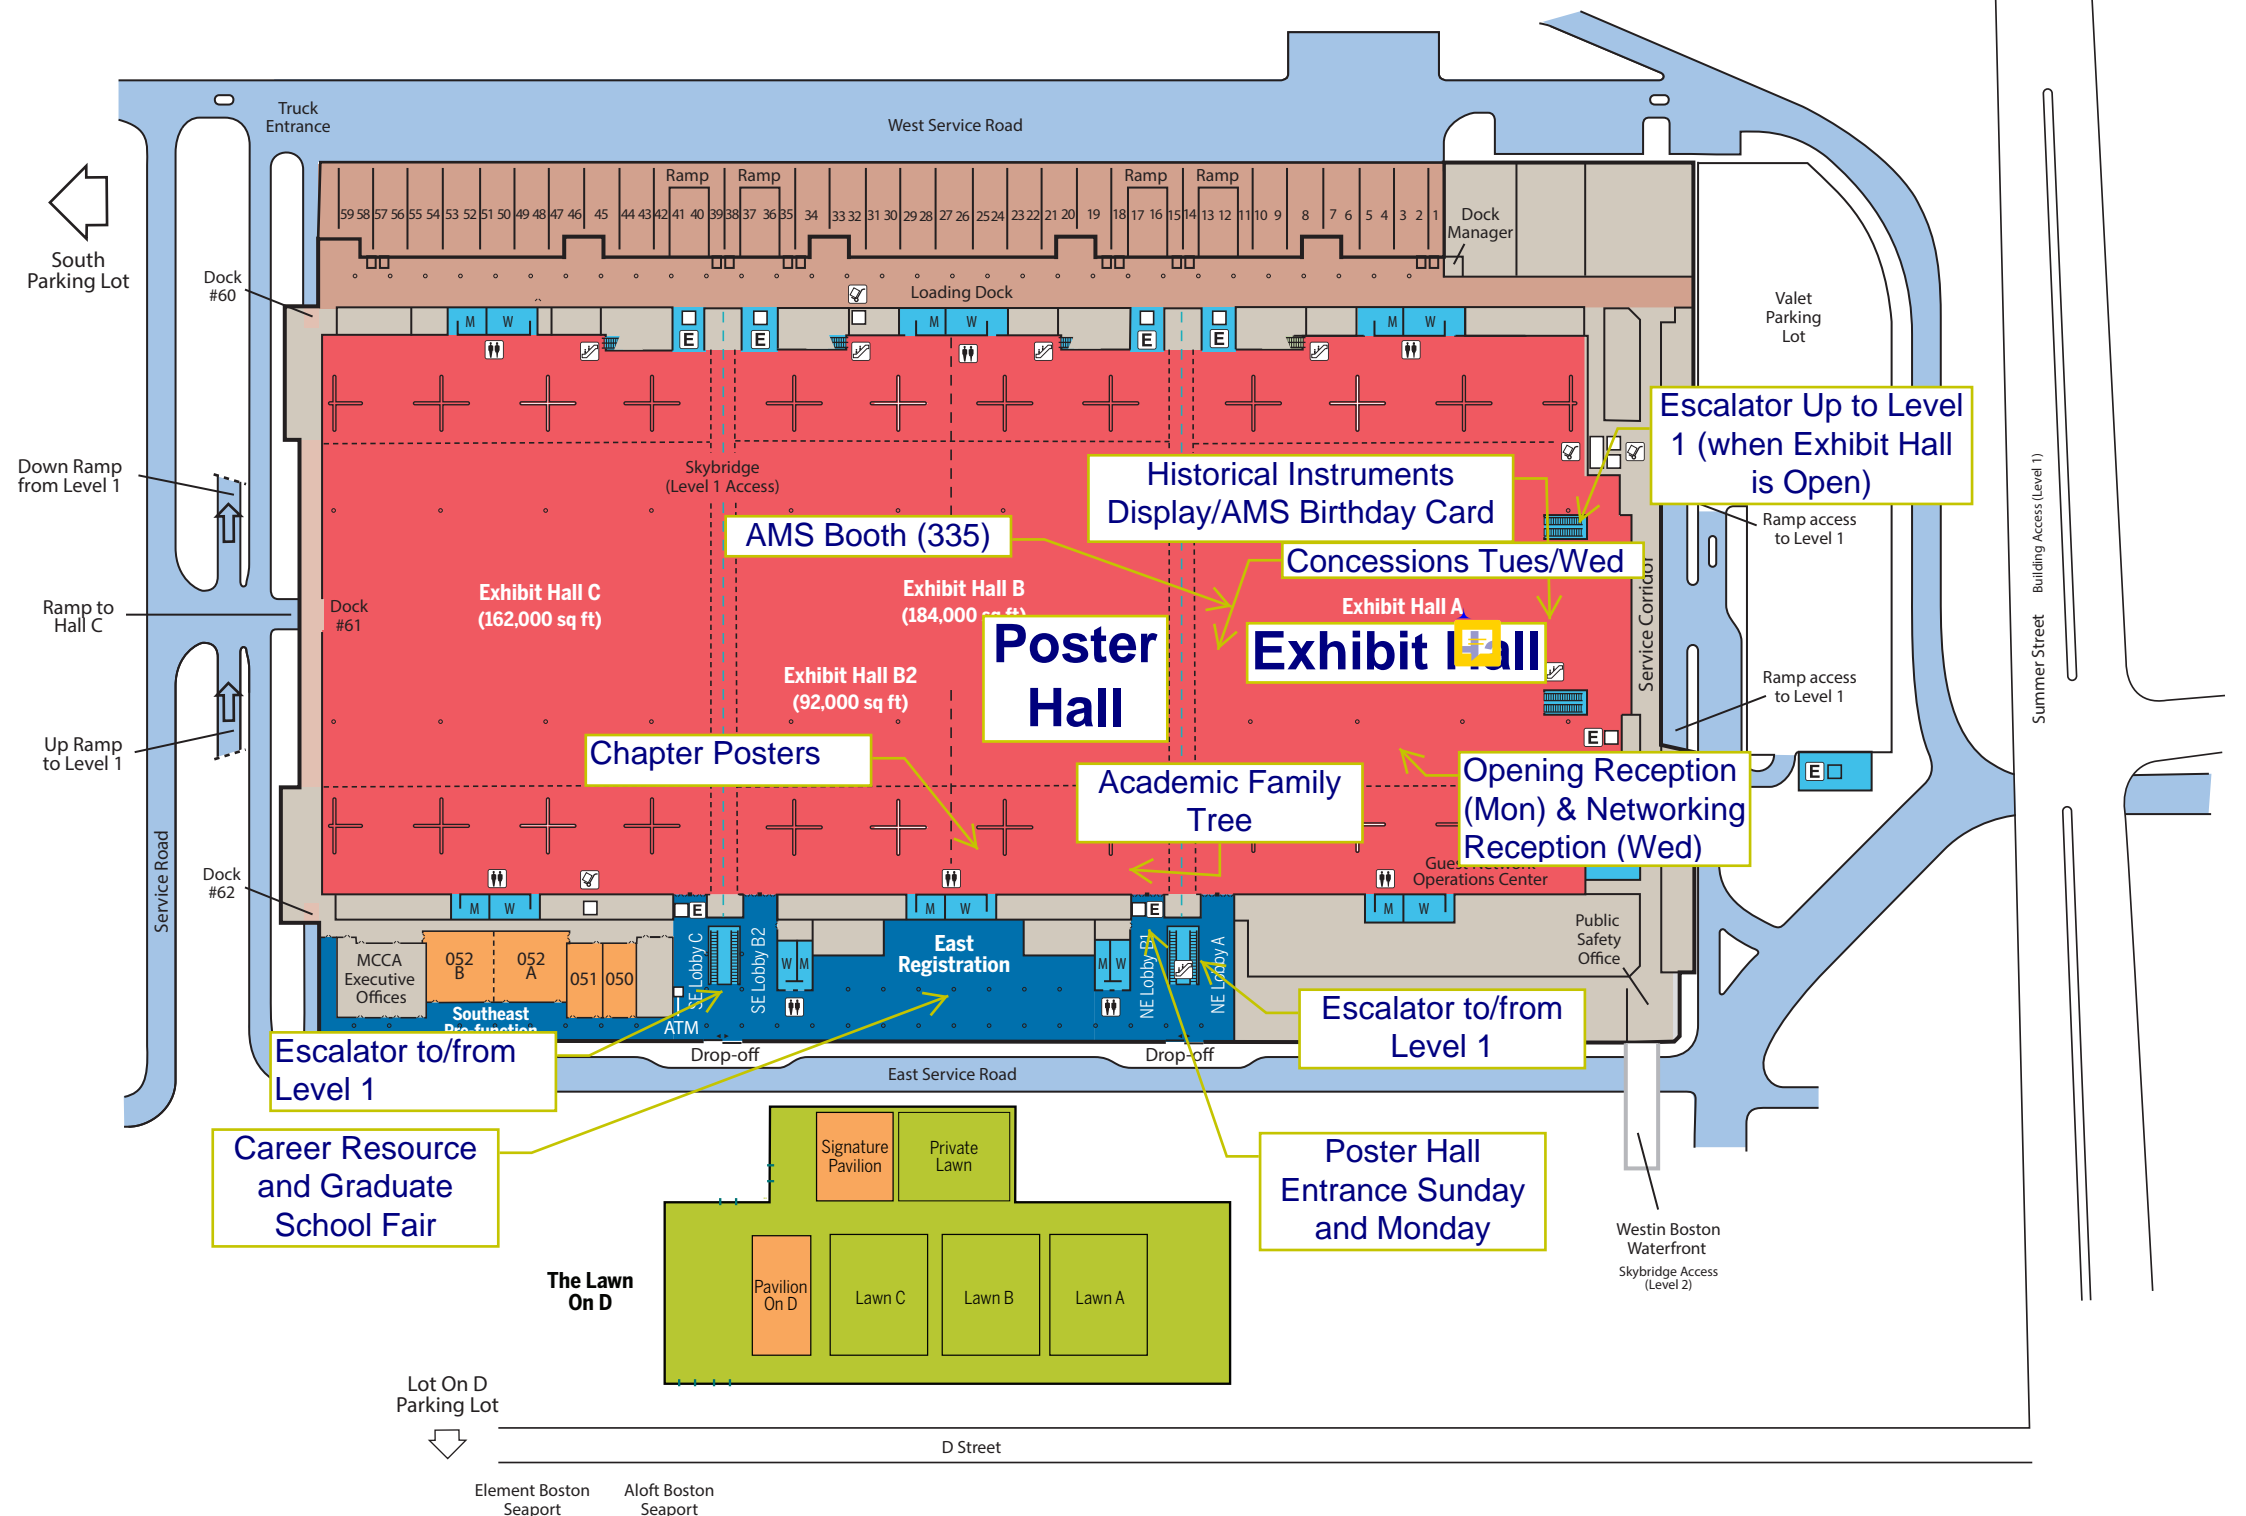 Truck
Entrance
West Service Road
South
Parking Lot
Ramp
Ramp
Ramp
Ramp
59 58 57 56 55 54 53 52 51 50 49 48 47 46 45 44 43 42 41 40 39 38 37 36 35 34 33 32 31 30 29 28 27 26 25 24 23 22 21 20 19 18 17 16 15 14 13 12 11 10 9 8 7 6 5 4 3 2 1
Dock
Manager
Dock
#60
Loading Dock
Valet
Parking
Lot
M W
E
E
M W
E
E
M W
Escalator Up to Level
1 (when Exhibit Hall
is Open)
Down Ramp
from Level 1
Skybridge
(Level 1 Access)
Historical Instruments
Display/AMS Birthday Card
AMS Booth (335)
Concessions Tues/Wed
Ramp access
to Level 1
Building Access (Level 1)
Summer Street
Service Corridor
Ramp to
Hall C
Dock
#61
Exhibit Hall C
(162,000 sq ft)
Exhibit Hall B
(184,000 sq ft)
Exhibit Hall A
Poster
Hall
Exhibit Hall
Exhibit Hall B2
(92,000 sq ft)
Ramp access
to Level 1
Up Ramp
to Level 1
Chapter Posters
E
E
Academic Family
Tree
Opening Reception
(Mon) & Networking
Reception (Wed)
Guest Network
Operations Center
Service Road
Dock
#62
M W
E
M W
E
M W
MCCA
Executive
Offices
052
B
052
A
051
050
SE Lobby C
SE Lobby B2
W M
East
Registration
M W
NE Lobby B1
NE Lobby A
Public
Safety
Office
Southeast
Pre-function
ATM
Escalator to/from
Level 1
Escalator to/from
Level 1
Drop-off
Drop-off
East Service Road
Career Resource
and Graduate
School Fair
Signature
Pavilion
Private
Lawn
Poster Hall
Entrance Sunday
and Monday
Westin Boston
Waterfront
Skybridge Access
(Level 2)
The Lawn
On D
Pavilion
On D
Lawn C
Lawn B
Lawn A
Lot On D
Parking Lot
D Street
Element Boston
Seaport
Aloft Boston
Seaport